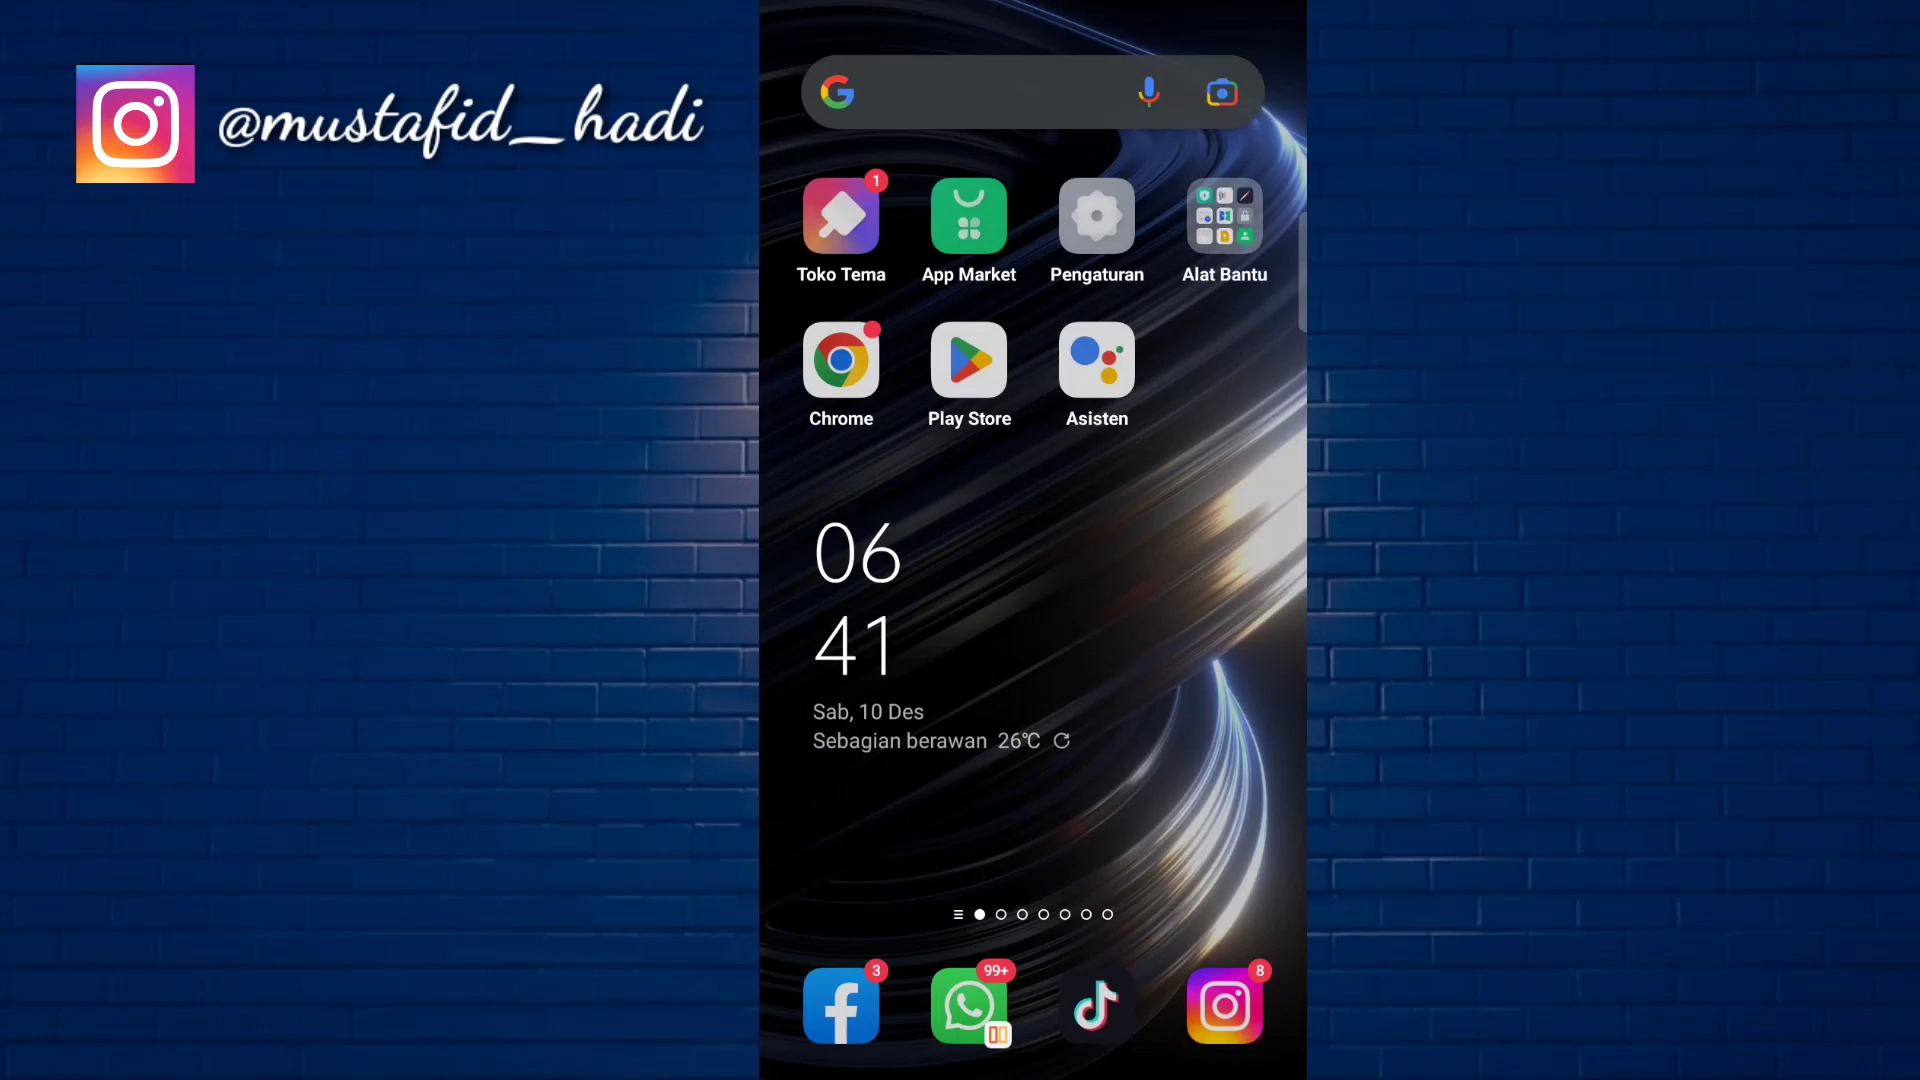 @mustafid_hadi
1
Toko Tema
App Market
Pengaturan
Alat Bantu
Chrome
Play Store
Asisten
06
41
Sab, 10 Des
Sebagian berawan 26℃
3
99+
8